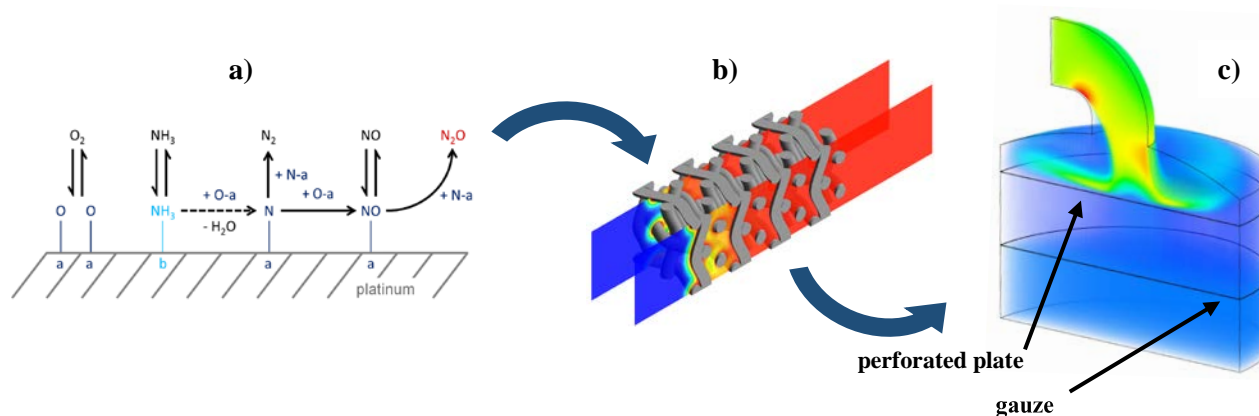 a)
b)
c)
O₂
NH₃
N₂
NO
N₂O
+ N-a
+ O-a
+ O-a
+ N-a
O
O
NH₃
- H₂O
N
NO
a
a
b
a
a
platinum
perforated plate
gauze